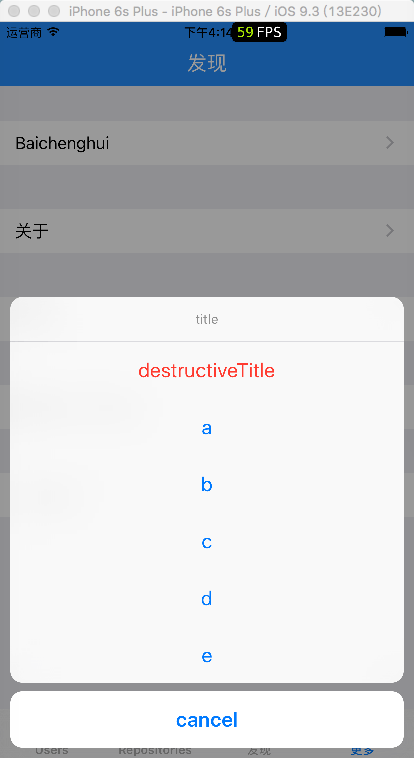 iPhone 6s Plus - iPhone 6s Plus / iOS 9.3 (13E230)
运营商 下午4:14 59 FPS
发现
Baichenghui
关于
title
destructiveTitle
a
b
c
d
e
cancel
Users Repositories 发现 更多